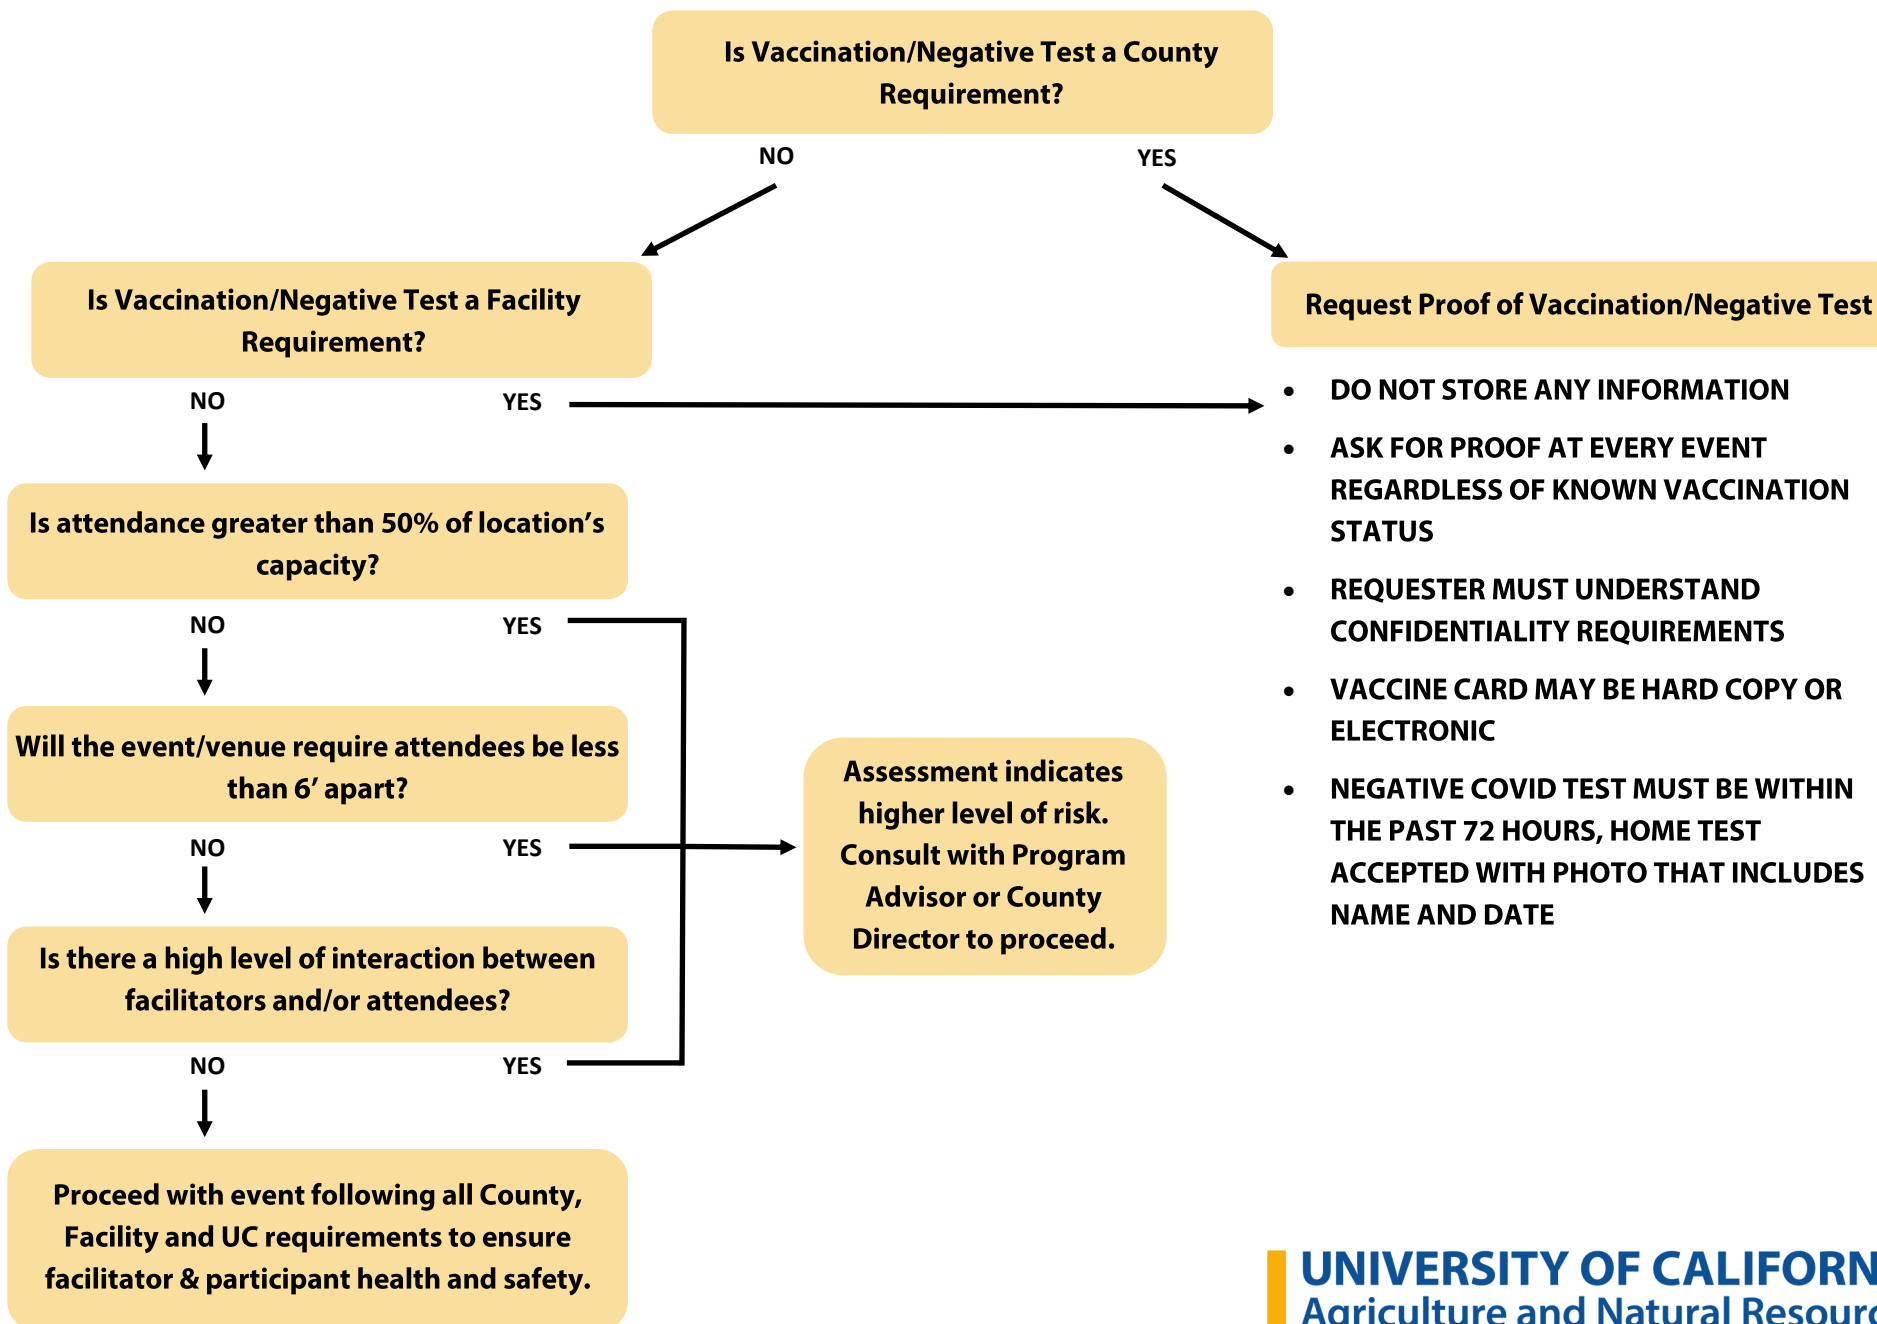 Is Vaccination/Negative Test a County
Requirement?
NO
YES
Is Vaccination/Negative Test a Facility
Requirement?
NO
YES
Request Proof of Vaccination/Negative Test
• DO NOT STORE ANY INFORMATION
• ASK FOR PROOF AT EVERY EVENT
REGARDLESS OF KNOWN VACCINATION
STATUS
• REQUESTER MUST UNDERSTAND
CONFIDENTIALITY REQUIREMENTS
• VACCINE CARD MAY BE HARD COPY OR
ELECTRONIC
• NEGATIVE COVID TEST MUST BE WITHIN
THE PAST 72 HOURS, HOME TEST
ACCEPTED WITH PHOTO THAT INCLUDES
NAME AND DATE
Is attendance greater than 50% of location’s
capacity?
NO
YES
Will the event/venue require attendees be less
than 6’ apart?
NO
YES
Assessment indicates
higher level of risk.
Consult with Program
Advisor or County
Director to proceed.
Is there a high level of interaction between
facilitators and/or attendees?
NO
YES
Proceed with event following all County,
Facility and UC requirements to ensure
facilitator & participant health and safety.
UNIVERSITY OF CALIFORN
Agriculture and Natural Resourc